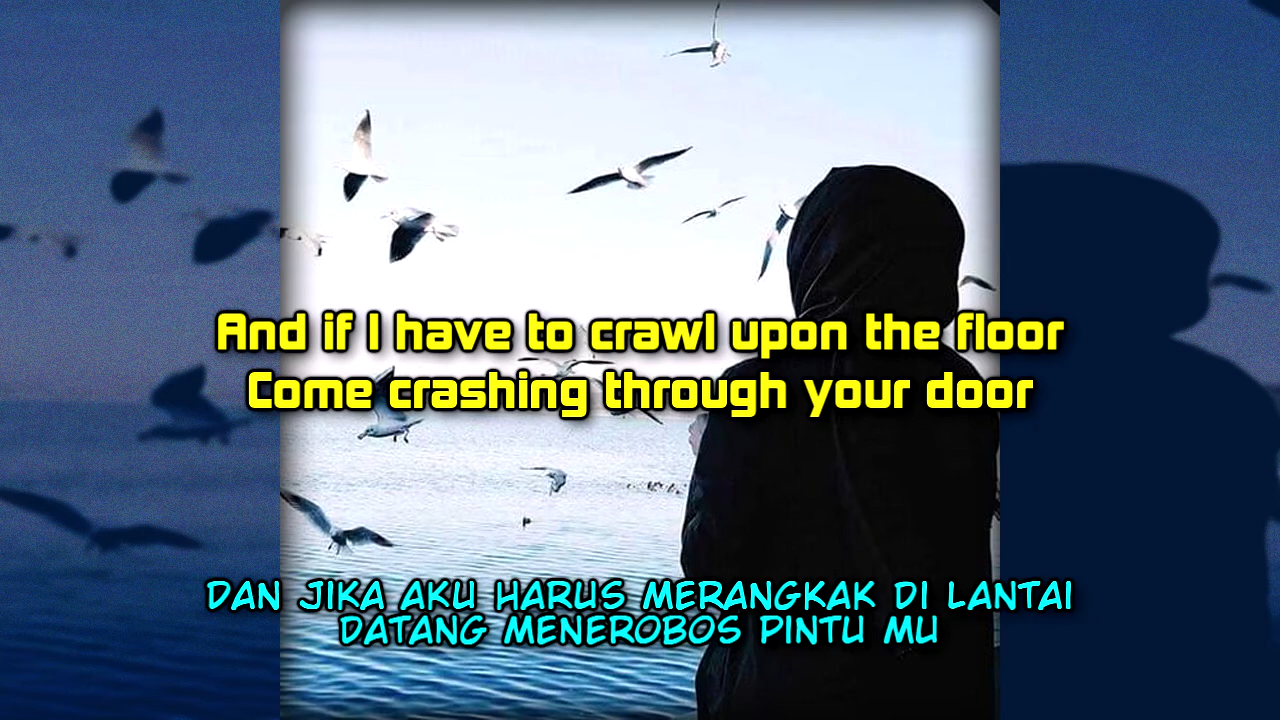 And if I have to crawl upon the floor
Come crashing through your door
DAN JIKA AKU HARUS MERANGKAK DI LANTAI
DATANG MENEROBOS PINTU MU